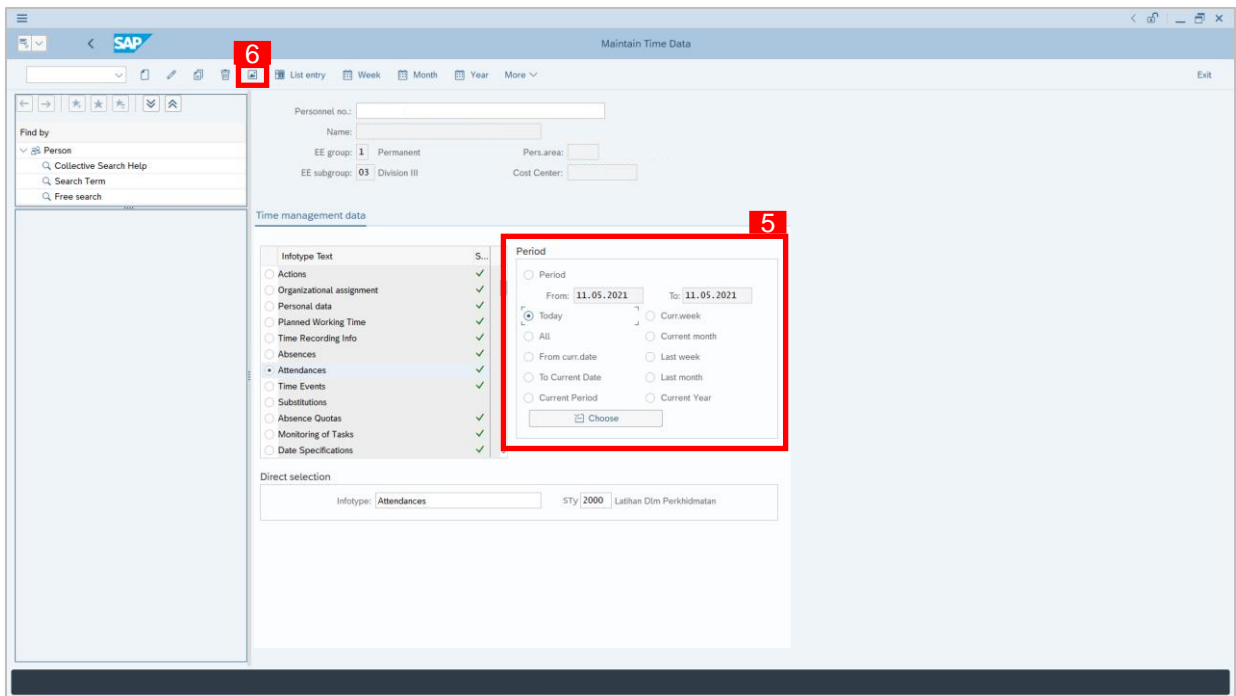 SAP
Maintain Time Data
6
List entry Week Month Year More Exit
Personnel no.:
Find by
Name:
Person
EE group: 1 Permanent Pers.area:
Collective Search Help
EE subgroup: 03 Division III Cost Center:
Search Term
Free search
Time management data
5
Infotype Text S...
Actions
Organizational assignment
Personal data
Planned Working Time
Time Recording Info
Absences
Attendances
Time Events
Substitutions
Absence Quotas
Monitoring of Tasks
Date Specifications
Period
Period
From: 11.05.2021 To: 11.05.2021
Today Curr.week
All Current month
From curr.date Last week
To Current Date Last month
Current Period Current Year
Choose
Direct selection
Infotype: Attendances STy 2000 Latihan Dlm Perkhidmatan